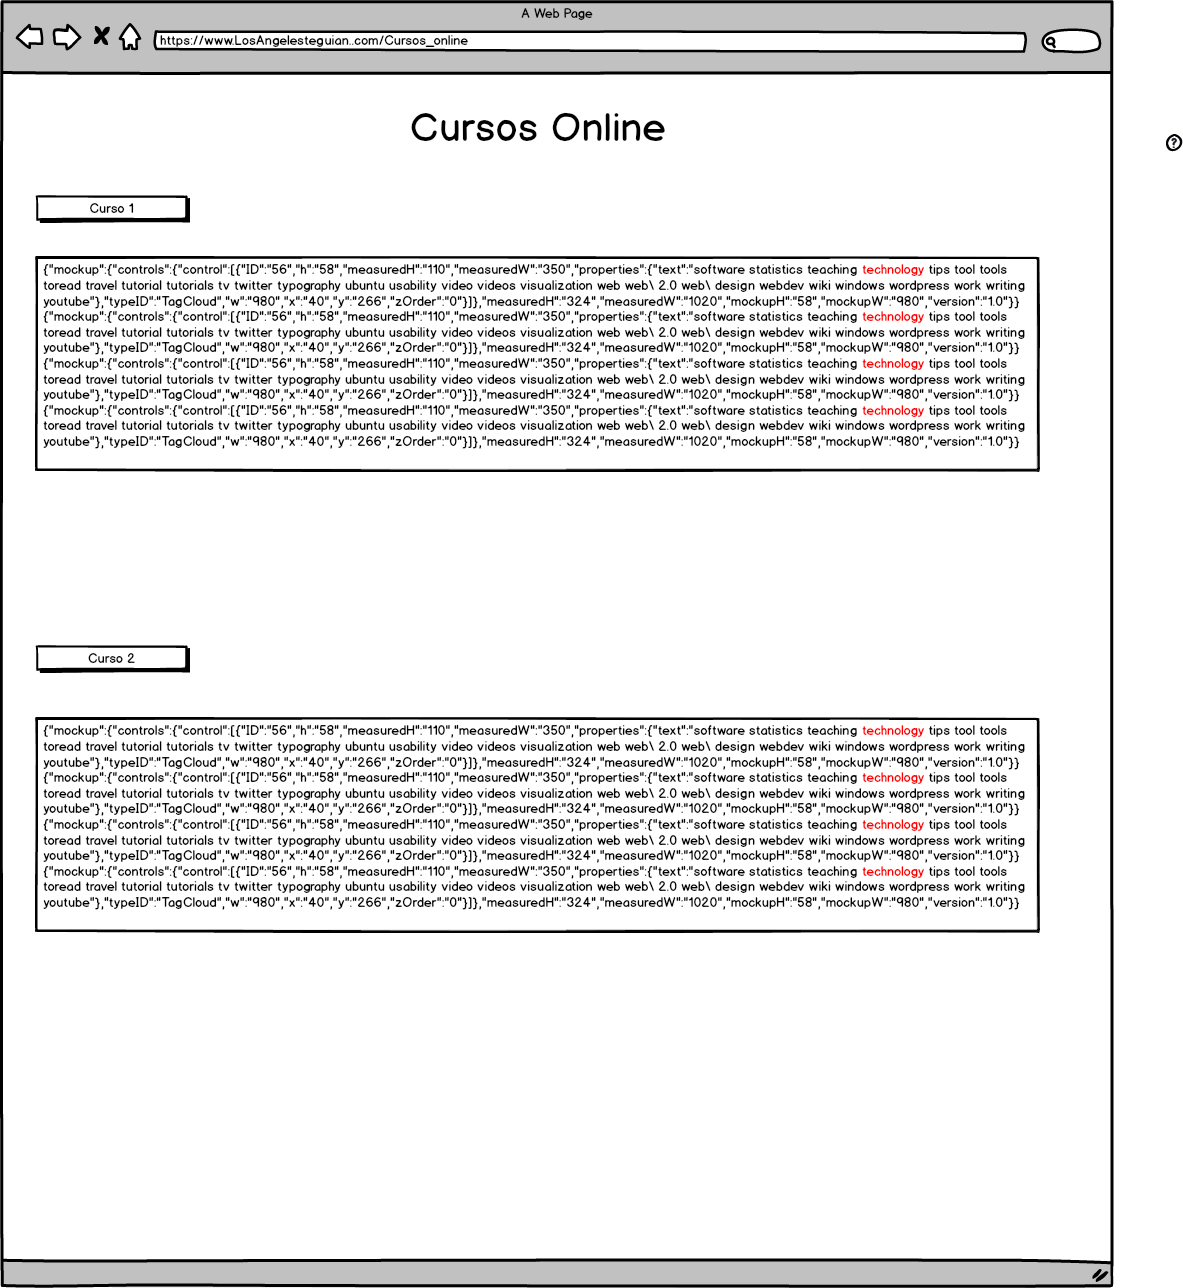 A Web Page
https://www.LosAngelesteguian..com/Cursos_online
Cursos Online
?
Curso 1
{"mockup":{"controls":{"control":[{"ID":"56","h":"58","measuredH":"110","measuredW":"350","properties":{"text":"software statistics teaching technology tips tool tools
toread travel tutorial tutorials tv twitter typography ubuntu usability video videos visualization web web\ 2.0 web\ design webdev wiki windows wordpress work writing
youtube"},"typeID":"TagCloud","w":"980","x":"40","y":"266","zOrder":"0"}]},"measuredH":"324","measuredW":"1020","mockupH":"58","mockupW":"980","version":"1.0"}}
{"mockup":{"controls":{"control":[{"ID":"56","h":"58","measuredH":"110","measuredW":"350","properties":{"text":"software statistics teaching technology tips tool tools
toread travel tutorial tutorials tv twitter typography ubuntu usability video videos visualization web web\ 2.0 web\ design webdev wiki windows wordpress work writing
youtube"},"typeID":"TagCloud","w":"980","x":"40","y":"266","zOrder":"0"}]},"measuredH":"324","measuredW":"1020","mockupH":"58","mockupW":"980","version":"1.0"}}
{"mockup":{"controls":{"control":[{"ID":"56","h":"58","measuredH":"110","measuredW":"350","properties":{"text":"software statistics teaching technology tips tool tools
toread travel tutorial tutorials tv twitter typography ubuntu usability video videos visualization web web\ 2.0 web\ design webdev wiki windows wordpress work writing
youtube"},"typeID":"TagCloud","w":"980","x":"40","y":"266","zOrder":"0"}]},"measuredH":"324","measuredW":"1020","mockupH":"58","mockupW":"980","version":"1.0"}}
{"mockup":{"controls":{"control":[{"ID":"56","h":"58","measuredH":"110","measuredW":"350","properties":{"text":"software statistics teaching technology tips tool tools
toread travel tutorial tutorials tv twitter typography ubuntu usability video videos visualization web web\ 2.0 web\ design webdev wiki windows wordpress work writing
youtube"},"typeID":"TagCloud","w":"980","x":"40","y":"266","zOrder":"0"}]},"measuredH":"324","measuredW":"1020","mockupH":"58","mockupW":"980","version":"1.0"}}
Curso 2
{"mockup":{"controls":{"control":[{"ID":"56","h":"58","measuredH":"110","measuredW":"350","properties":{"text":"software statistics teaching technology tips tool tools
toread travel tutorial tutorials tv twitter typography ubuntu usability video videos visualization web web\ 2.0 web\ design webdev wiki windows wordpress work writing
youtube"},"typeID":"TagCloud","w":"980","x":"40","y":"266","zOrder":"0"}]},"measuredH":"324","measuredW":"1020","mockupH":"58","mockupW":"980","version":"1.0"}}
{"mockup":{"controls":{"control":[{"ID":"56","h":"58","measuredH":"110","measuredW":"350","properties":{"text":"software statistics teaching technology tips tool tools
toread travel tutorial tutorials tv twitter typography ubuntu usability video videos visualization web web\ 2.0 web\ design webdev wiki windows wordpress work writing
youtube"},"typeID":"TagCloud","w":"980","x":"40","y":"266","zOrder":"0"}]},"measuredH":"324","measuredW":"1020","mockupH":"58","mockupW":"980","version":"1.0"}}
{"mockup":{"controls":{"control":[{"ID":"56","h":"58","measuredH":"110","measuredW":"350","properties":{"text":"software statistics teaching technology tips tool tools
toread travel tutorial tutorials tv twitter typography ubuntu usability video videos visualization web web\ 2.0 web\ design webdev wiki windows wordpress work writing
youtube"},"typeID":"TagCloud","w":"980","x":"40","y":"266","zOrder":"0"}]},"measuredH":"324","measuredW":"1020","mockupH":"58","mockupW":"980","version":"1.0"}}
{"mockup":{"controls":{"control":[{"ID":"56","h":"58","measuredH":"110","measuredW":"350","properties":{"text":"software statistics teaching technology tips tool tools
toread travel tutorial tutorials tv twitter typography ubuntu usability video videos visualization web web\ 2.0 web\ design webdev wiki windows wordpress work writing
youtube"},"typeID":"TagCloud","w":"980","x":"40","y":"266","zOrder":"0"}]},"measuredH":"324","measuredW":"1020","mockupH":"58","mockupW":"980","version":"1.0"}}